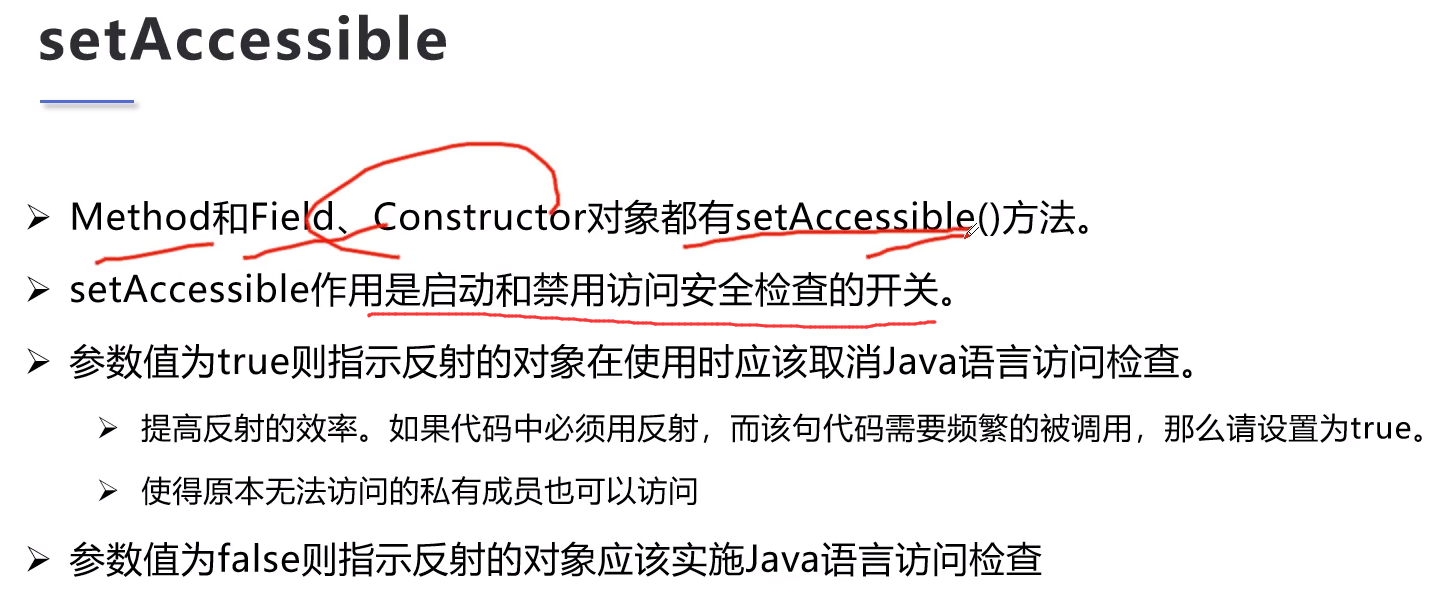 setAccessible
Method和Field、Constructor对象都有setAccessible()方法。
setAccessible作用是启动和禁用访问安全检查的开关。
参数值为true则指示反射的对象在使用时应该取消Java语言访问检查。
提高反射的效率。如果代码中必须用反射，而该句代码需要频繁的被调用，那么请设置为true。
使得原本无法访问的私有成员也可以访问
参数值为false则指示反射的对象应该实施Java语言访问检查